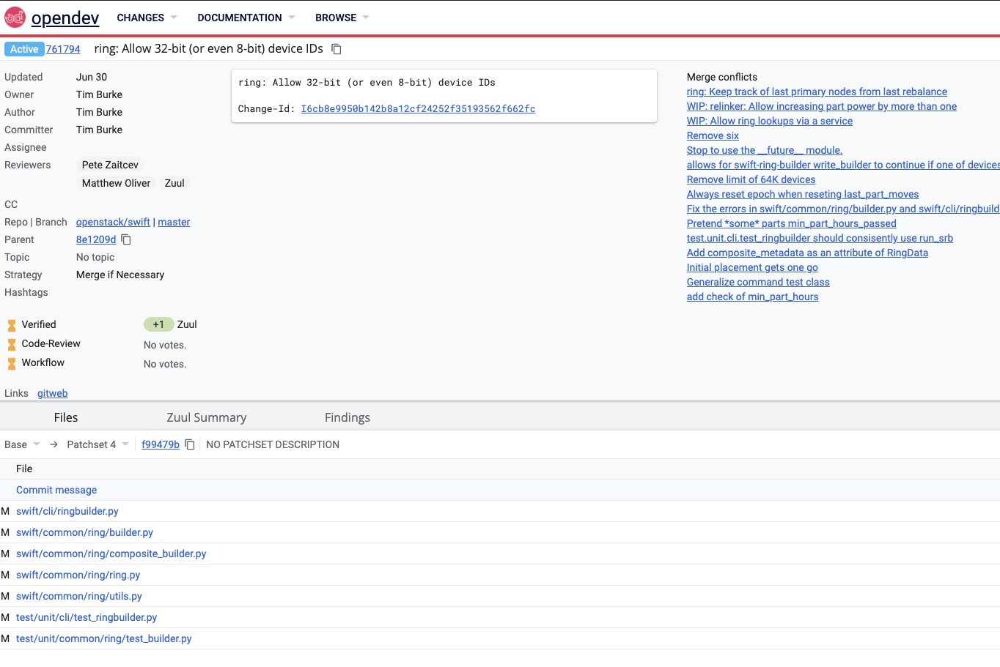 opendev CHANGES DOCUMENTATION BROWSE
Active 761794 ring: Allow 32-bit (or even 8-bit) device IDs
Updated Jun 30
Owner Tim Burke
Author Tim Burke
Committer Tim Burke
Assignee
Reviewers Pete Zaitcev
Matthew Oliver Zuul
CC
Repo | Branch openstack/swift | master
Parent 8e1209d
Topic No topic
Strategy Merge if Necessary
Hashtags
Verified +1 Zuul
Code-Review No votes.
Workflow No votes.
Links gitweb
ring: Allow 32-bit (or even 8-bit) device IDs
Change-Id: I6cb8e9950b142b8a12cf24252f35193562f662fc
Merge conflicts
ring: Keep track of last primary nodes from last rebalance
WIP: relinker: Allow increasing part power by more than one
WIP: Allow ring lookups via a service
Remove six
Stop to use the __future__ module.
allows for swift-ring-builder write_builder to continue if one of devices
Remove limit of 64K devices
Always reset epoch when reseting last_part_moves
Fix the errors in swift/common/ring/builder.py and swift/cli/ringbuild
Pretend *some* parts min_part_hours_passed
test.unit.cli.test_ringbuilder should consisently use run_srb
Add composite_metadata as an attribute of RingData
Initial placement gets one go
Generalize command test class
add check of min_part_hours
Files Zuul Summary Findings
Base → Patchset 4 f99479b NO PATCHSET DESCRIPTION
File
Commit message
M swift/cli/ringbuilder.py
M swift/common/ring/builder.py
M swift/common/ring/composite_builder.py
M swift/common/ring/ring.py
M swift/common/ring/utils.py
M test/unit/cli/test_ringbuilder.py
M test/unit/common/ring/test_builder.py